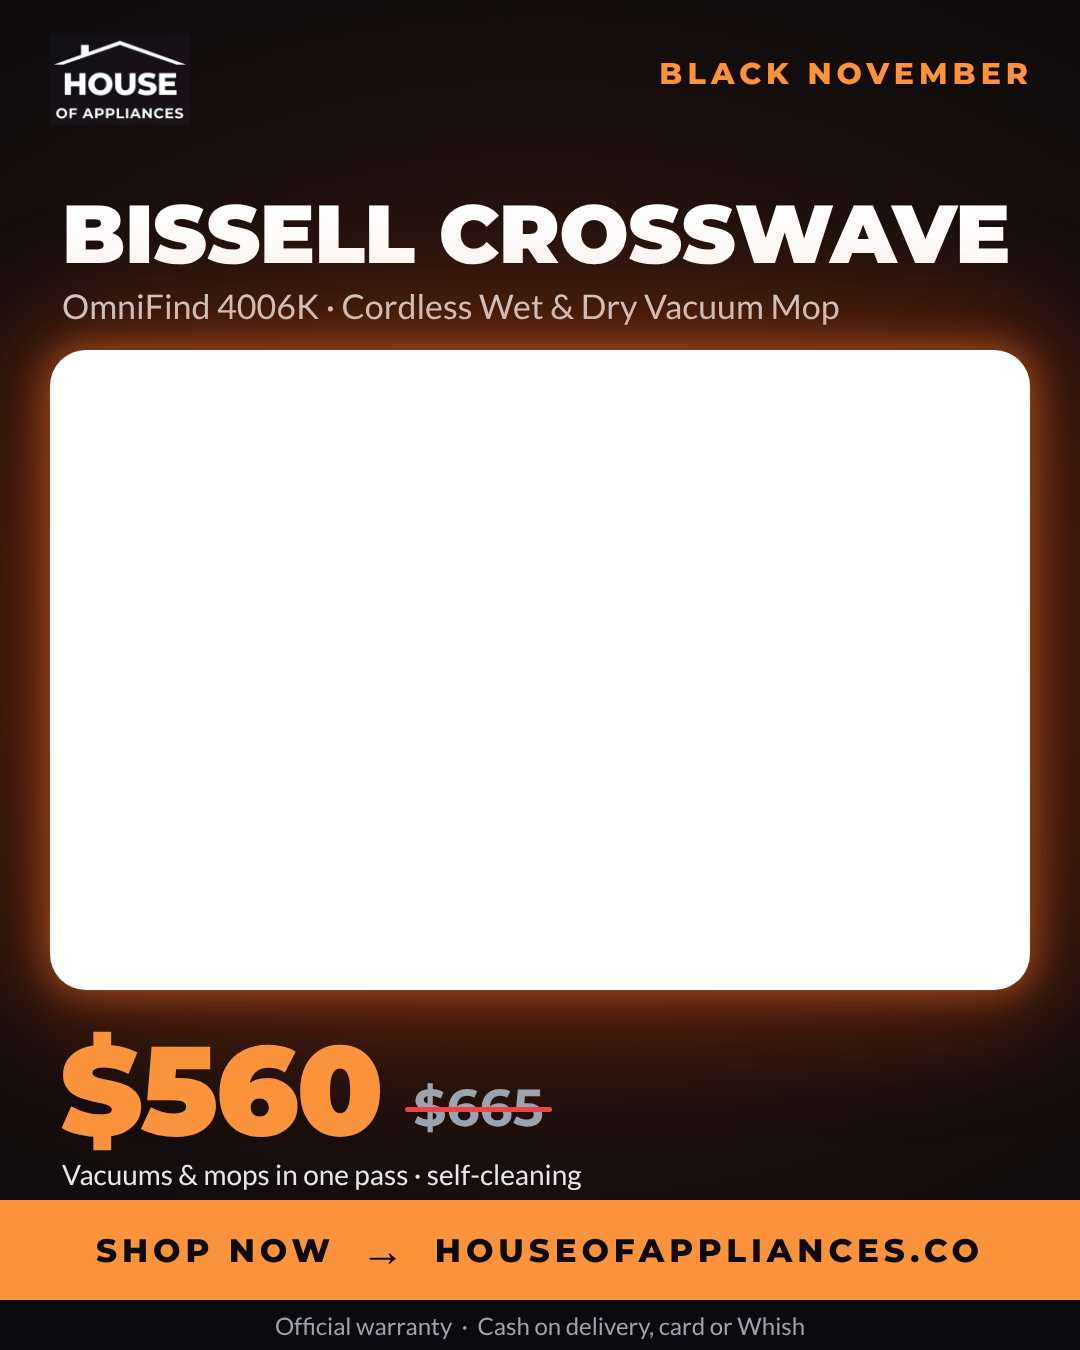 HOUSE
OF APPLIANCES
BLACK NOVEMBER
BISSELL CROSSWAVE
OmniFind 4006K · Cordless Wet & Dry Vacuum Mop
$560 $665
Vacuums & mops in one pass · self-cleaning
SHOP NOW → HOUSEOFAPPLIANCES.CO
Official warranty · Cash on delivery, card or Whish